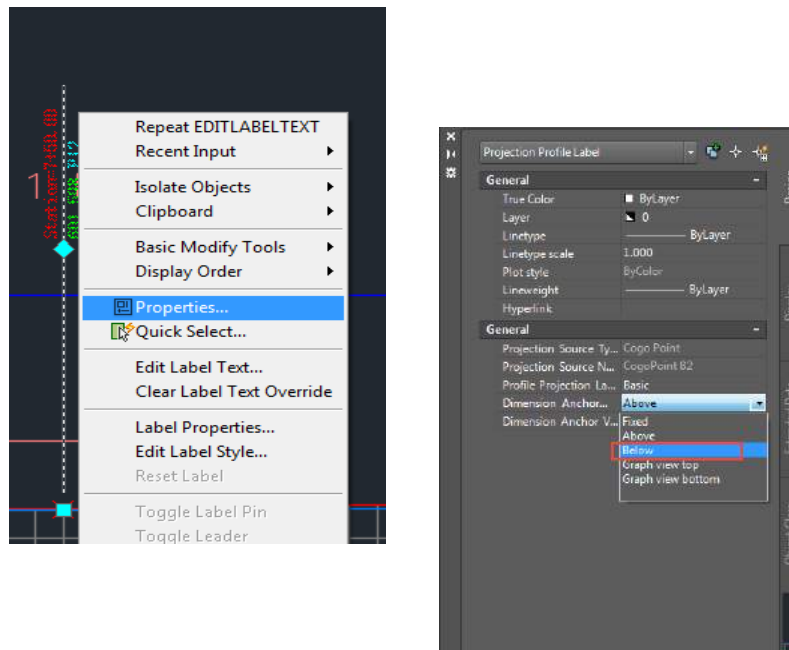 Station=7+60.00
1
Repeat EDITLABELTEXT
Recent Input
Isolate Objects
Clipboard
Basic Modify Tools
Display Order
Properties...
Quick Select...
Edit Label Text...
Clear Label Text Override
Label Properties...
Edit Label Style...
Reset Label
Toggle Label Pin
Toggle Leader
Projection Profile Label
General
True Color ByLayer
Layer 0
Linetype ByLayer
Linetype scale 1.000
Plot style ByColor
Lineweight ByLayer
Hyperlink
General
Projection Source Ty... Cogo Point
Projection Source N... CogoPoint 82
Profile Projection La... Basic
Dimension Anchor... Above
Dimension Anchor V... Fixed
Above
Below
Graph view top
Graph view bottom